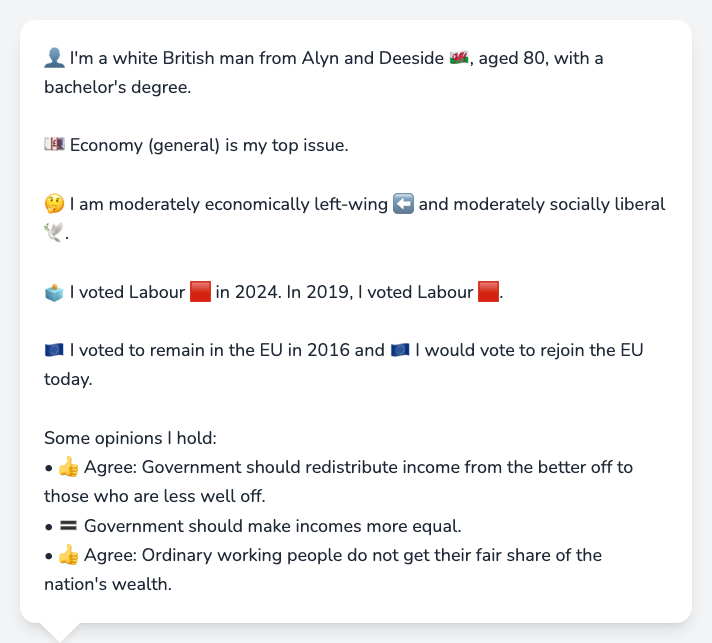 👤 I'm a white British man from Alyn and Deeside 🏴󠁧󠁢󠁷󠁬󠁳󠁿, aged 80, with a
bachelor's degree.
💷 Economy (general) is my top issue.
🤔 I am moderately economically left-wing ⬅️ and moderately socially liberal
🕊️.
🗳️ I voted Labour 🟥 in 2024. In 2019, I voted Labour 🟥.
🇪🇺 I voted to remain in the EU in 2016 and 🇪🇺 I would vote to rejoin the EU
today.
Some opinions I hold:
• 👍 Agree: Government should redistribute income from the better off to
those who are less well off.
• 🟰 Government should make incomes more equal.
• 👍 Agree: Ordinary working people do not get their fair share of the
nation's wealth.